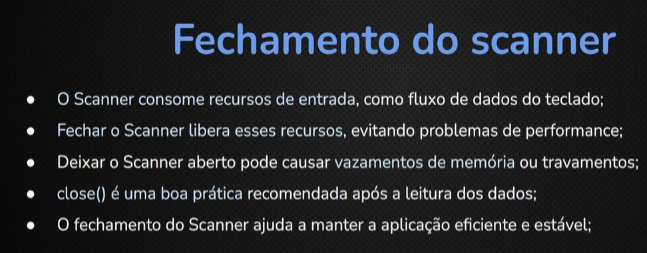 Fechamento do scanner
● O Scanner consome recursos de entrada, como fluxo de dados do teclado;
● Fechar o Scanner libera esses recursos, evitando problemas de performance;
● Deixar o Scanner aberto pode causar vazamentos de memória ou travamentos;
● close() é uma boa prática recomendada após a leitura dos dados;
● O fechamento do Scanner ajuda a manter a aplicação eficiente e estável;